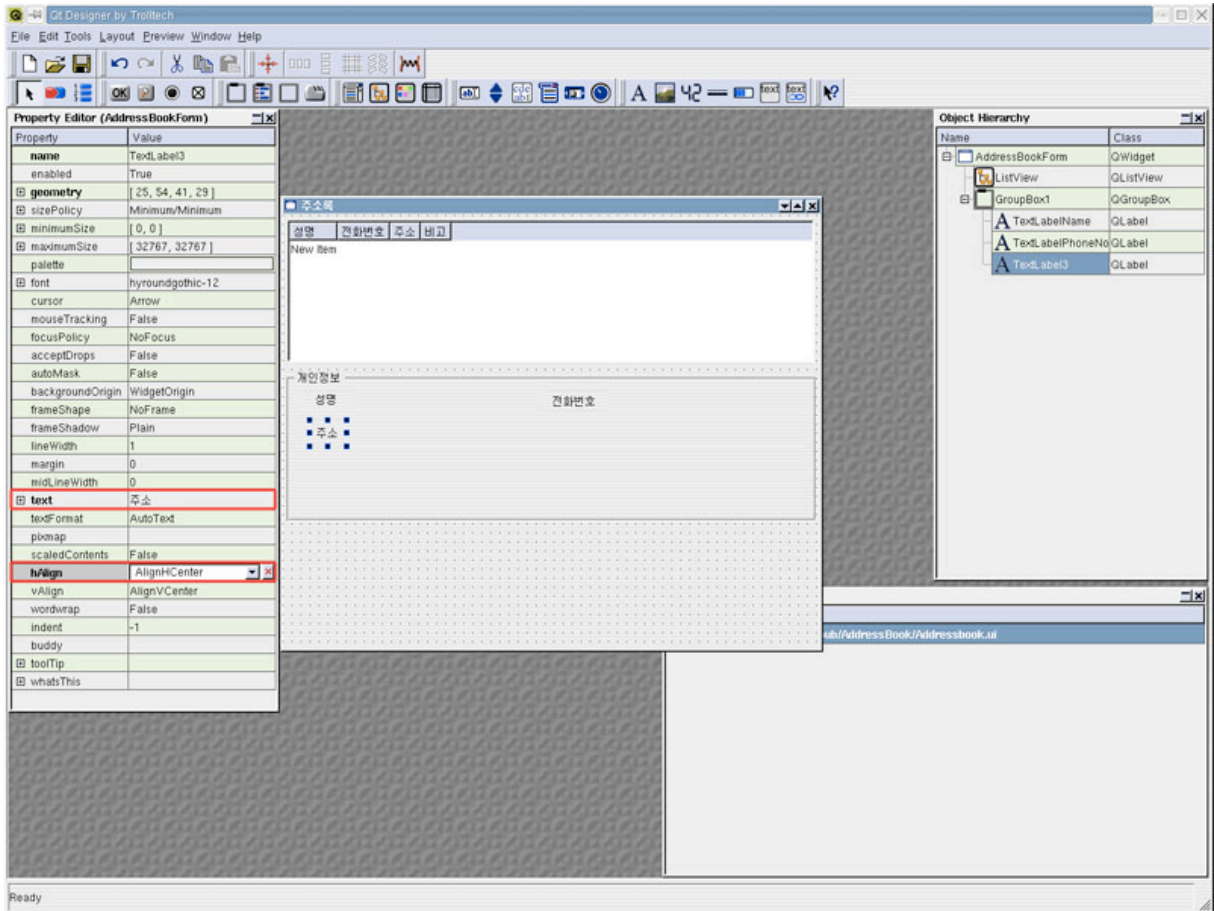 Qt Designer by Trolltech
File Edit Tools Layout Preview Window Help
Property Editor (AddressBookForm)
Property Value
name TextLabel3
enabled True
geometry [ 25, 54, 41, 29 ]
sizePolicy Minimum/Minimum
minimumSize [ 0, 0 ]
maximumSize [ 32767, 32767 ]
palette
font hyroundgothic-12
cursor Arrow
mouseTracking False
focusPolicy NoFocus
acceptDrops False
autoMask False
backgroundOrigin WidgetOrigin
frameShape NoFrame
frameShadow Plain
lineWidth 1
margin 0
midLineWidth 0
text 주소
textFormat AutoText
pixmap
scaledContents False
hAlign AlignHCenter
vAlign AlignVCenter
wordwrap False
indent -1
buddy
toolTip
whatsThis
주소록
성명 전화번호 주소 비고
New Item
개인정보
성명 전화번호
주소
Object Hierarchy
Name Class
AddressBookForm QWidget
ListView QListView
GroupBox1 QGroupBox
TextLabelName QLabel
TextLabelPhoneNo QLabel
TextLabel3 QLabel
ub/AddressBook/Addressbook.ui
Ready